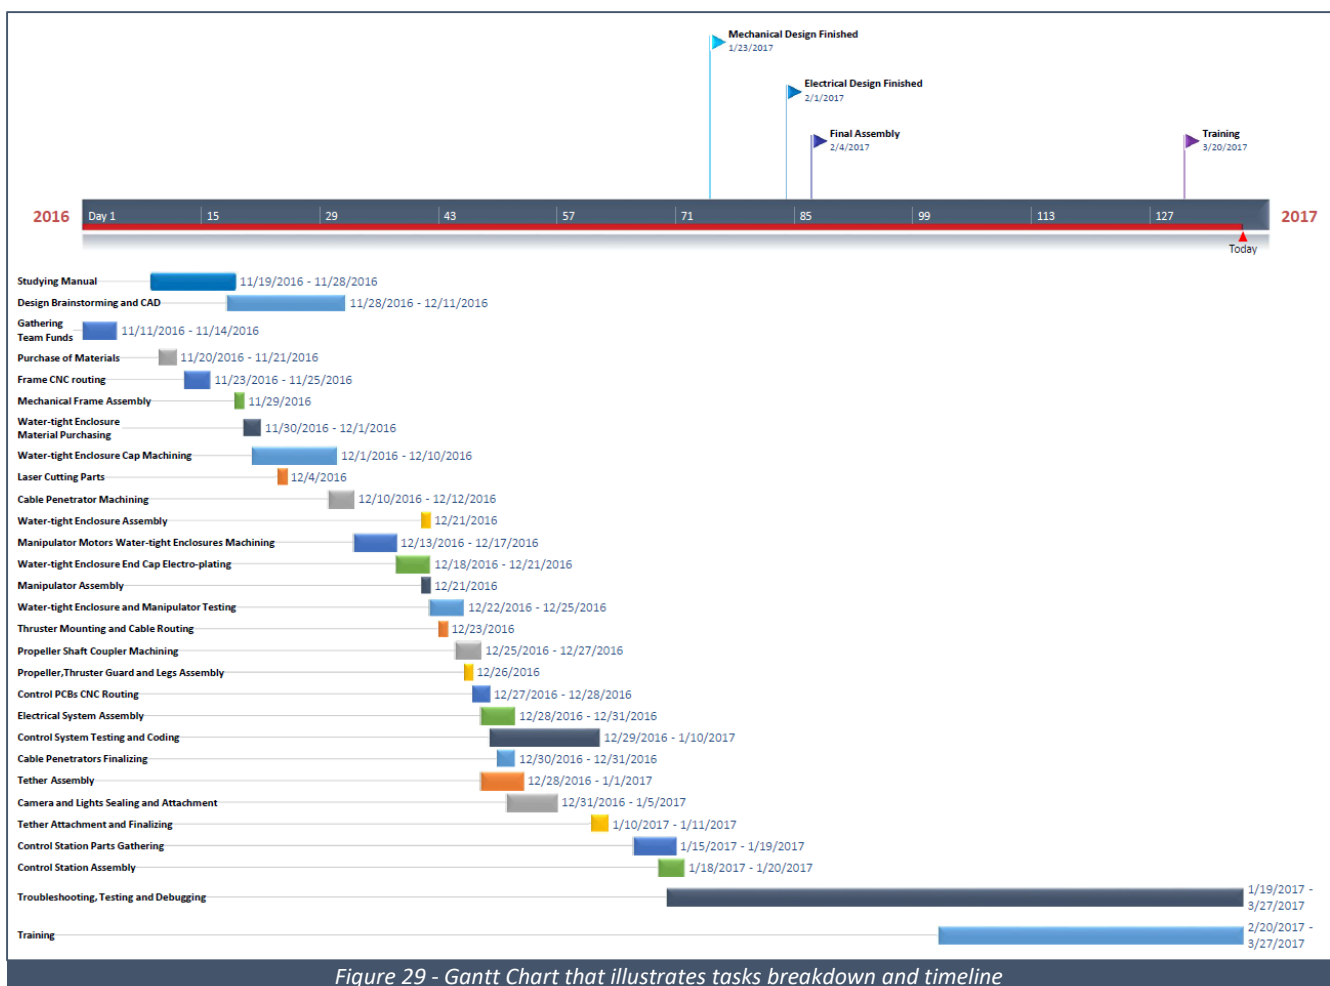 Mechanical Design Finished
1/23/2017
Electrical Design Finished
2/1/2017
Final Assembly
2/4/2017
Training
3/20/2017
2016 Day 1 15 29 43 57 71 85 99 113 127 2017
Today
Studying Manual 11/19/2016 - 11/28/2016
Design Brainstorming and CAD 11/28/2016 - 12/11/2016
Gathering
Team Funds 11/11/2016 - 11/14/2016
Purchase of Materials 11/20/2016 - 11/21/2016
Frame CNC routing 11/23/2016 - 11/25/2016
Mechanical Frame Assembly 11/29/2016
Water-tight Enclosure
Material Purchasing 11/30/2016 - 12/1/2016
Water-tight Enclosure Cap Machining 12/1/2016 - 12/10/2016
Laser Cutting Parts 12/4/2016
Cable Penetrator Machining 12/10/2016 - 12/12/2016
Water-tight Enclosure Assembly 12/21/2016
Manipulator Motors Water-tight Enclosures Machining 12/13/2016 - 12/17/2016
Water-tight Enclosure End Cap Electro-plating 12/18/2016 - 12/21/2016
Manipulator Assembly 12/21/2016
Water-tight Enclosure and Manipulator Testing 12/22/2016 - 12/25/2016
Thruster Mounting and Cable Routing 12/23/2016
Propeller Shaft Coupler Machining 12/25/2016 - 12/27/2016
Propeller,Thruster Guard and Legs Assembly 12/26/2016
Control PCBs CNC Routing 12/27/2016 - 12/28/2016
Electrical System Assembly 12/28/2016 - 12/31/2016
Control System Testing and Coding 12/29/2016 - 1/10/2017
Cable Penetrators Finalizing 12/30/2016 - 12/31/2016
Tether Assembly 12/28/2016 - 1/1/2017
Camera and Lights Sealing and Attachment 12/31/2016 - 1/5/2017
Tether Attachment and Finalizing 1/10/2017 - 1/11/2017
Control Station Parts Gathering 1/15/2017 - 1/19/2017
Control Station Assembly 1/18/2017 - 1/20/2017
Troubleshooting, Testing and Debugging 1/19/2017 -
3/27/2017
Training 2/20/2017 -
3/27/2017
Figure 29 - Gantt Chart that illustrates tasks breakdown and timeline